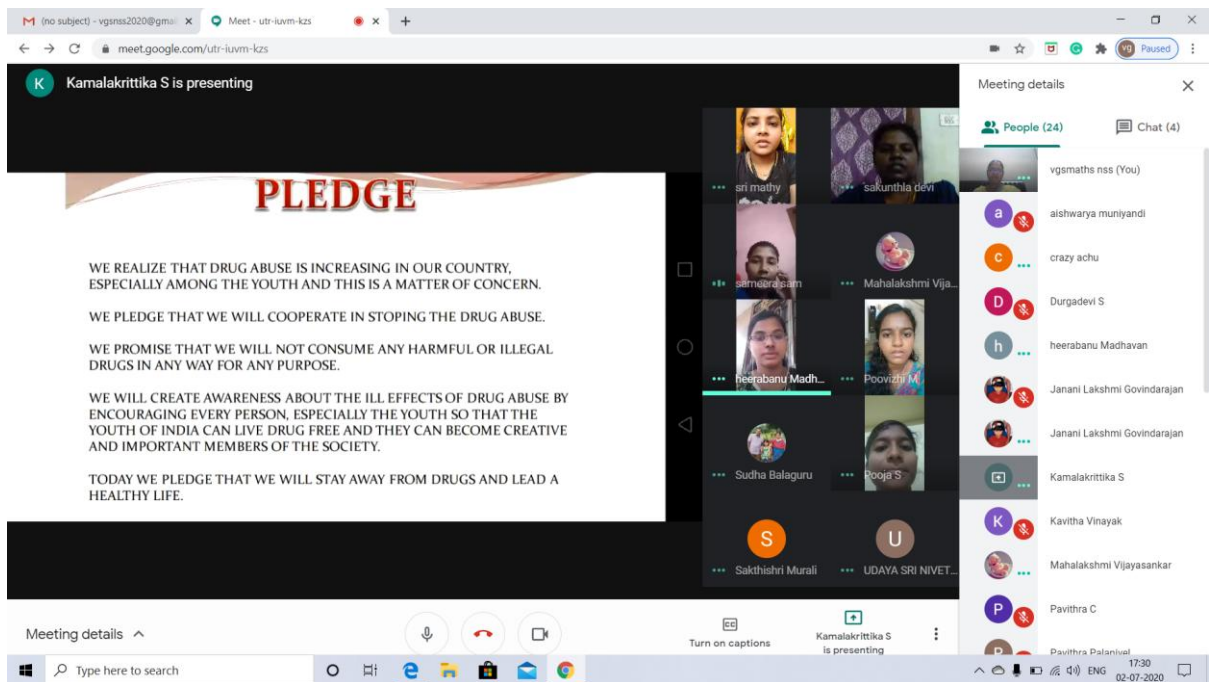 (no subject) - vgsnss2020@gmai
Meet - utr-iuvm-kzs
meet.google.com/utr-iuvm-kzs
vg Paused
K Kamalakrittika S is presenting
PLEDGE
WE REALIZE THAT DRUG ABUSE IS INCREASING IN OUR COUNTRY,
ESPECIALLY AMONG THE YOUTH AND THIS IS A MATTER OF CONCERN.
WE PLEDGE THAT WE WILL COOPERATE IN STOPING THE DRUG ABUSE.
WE PROMISE THAT WE WILL NOT CONSUME ANY HARMFUL OR ILLEGAL
DRUGS IN ANY WAY FOR ANY PURPOSE.
WE WILL CREATE AWARENESS ABOUT THE ILL EFFECTS OF DRUG ABUSE BY
ENCOURAGING EVERY PERSON, ESPECIALLY THE YOUTH SO THAT THE
YOUTH OF INDIA CAN LIVE DRUG FREE AND THEY CAN BECOME CREATIVE
AND IMPORTANT MEMBERS OF THE SOCIETY.
TODAY WE PLEDGE THAT WE WILL STAY AWAY FROM DRUGS AND LEAD A
HEALTHY LIFE.
sri mathy
sakunthla devi
sameera sam
Mahalakshmi Vija...
heerabanu Madh...
Poovizhi M
Sudha Balaguru
Pooja S
S
Sakthishri Murali
U
UDAYA SRI NIVET...
Meeting details
People (24)
Chat (4)
vgsmaths nss (You)
a aishwarya muniyandi
c crazy achu
D Durgadevi S
h heerabanu Madhavan
Janani Lakshmi Govindarajan
Janani Lakshmi Govindarajan
Kamalakrittika S
K Kavitha Vinayak
Mahalakshmi Vijayasankar
P Pavithra C
P Pavithra Palanivel
Meeting details
CC
Turn on captions
Kamalakrittika S
is presenting
Type here to search
ENG
17:30
02-07-2020